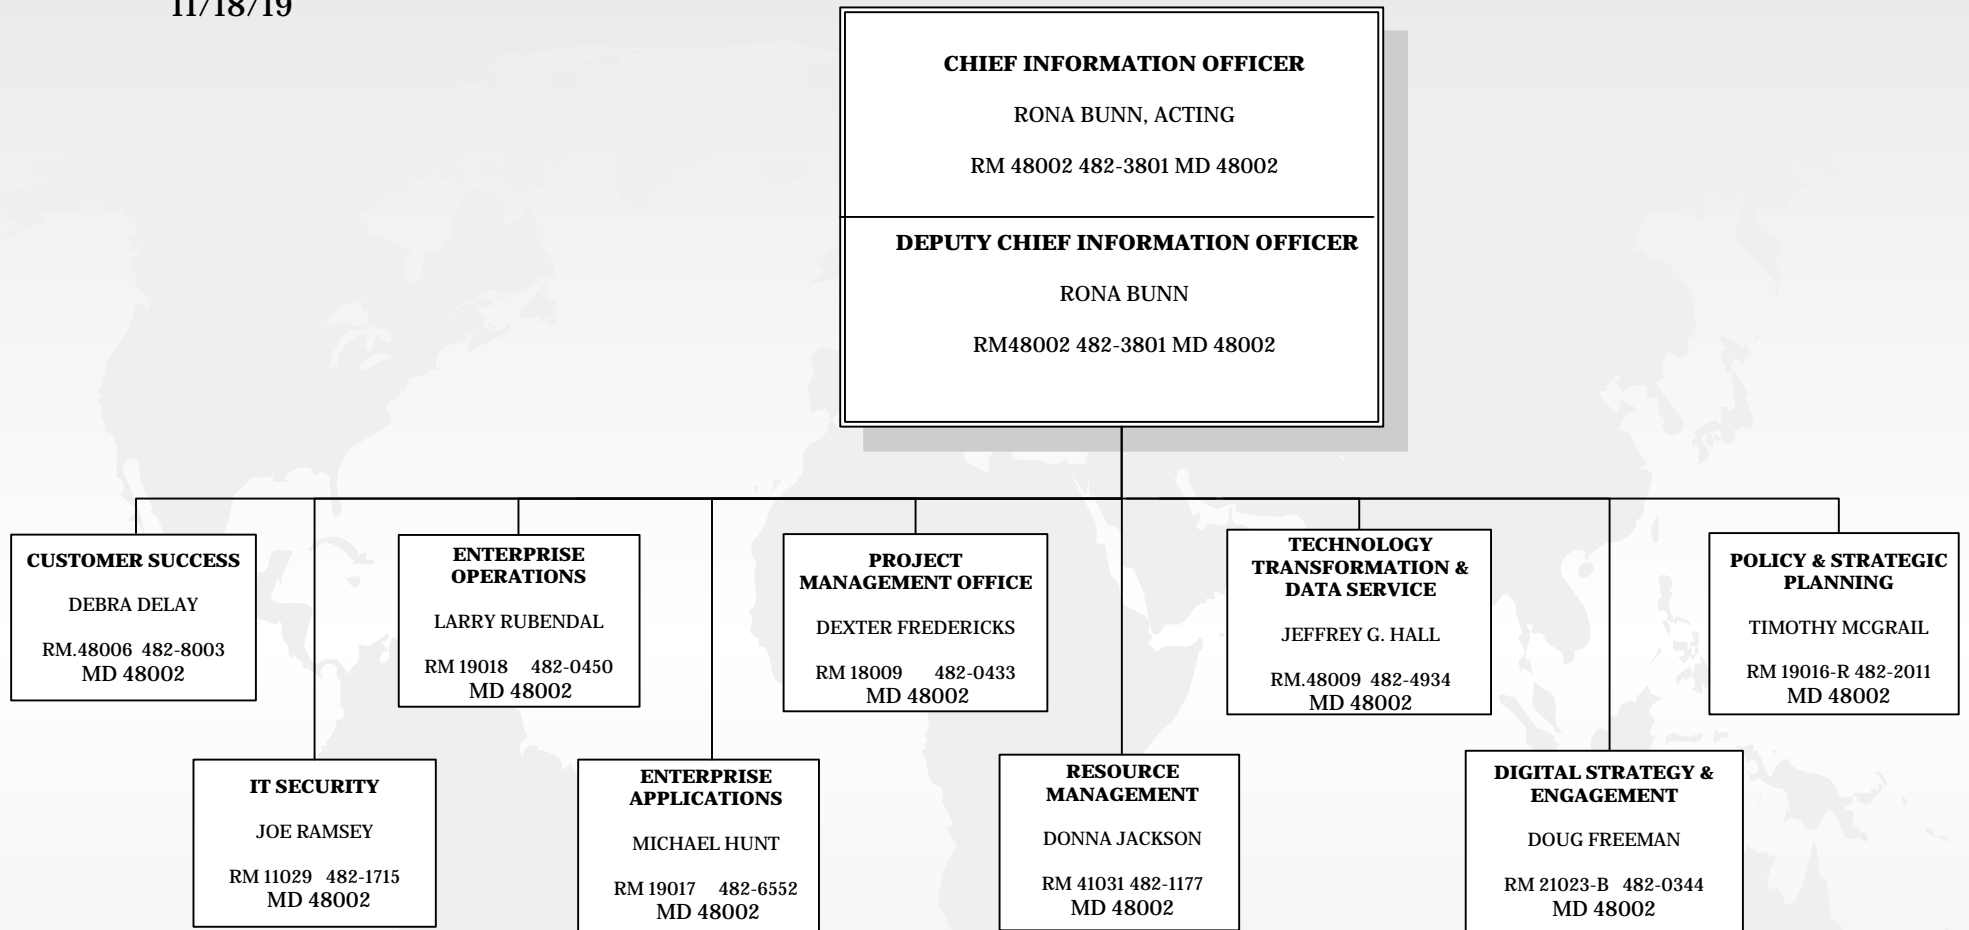 11/18/19
CHIEF INFORMATION OFFICER
RONA BUNN, ACTING
RM 48002 482-3801 MD 48002
DEPUTY CHIEF INFORMATION OFFICER
RONA BUNN
RM48002 482-3801 MD 48002
CUSTOMER SUCCESS
DEBRA DELAY
RM.48006 482-8003
MD 48002
ENTERPRISE
OPERATIONS
LARRY RUBENDAL
RM 19018 482-0450
MD 48002
PROJECT
MANAGEMENT OFFICE
DEXTER FREDERICKS
RM 18009 482-0433
MD 48002
TECHNOLOGY
TRANSFORMATION &
DATA SERVICE
JEFFREY G. HALL
RM.48009 482-4934
MD 48002
POLICY & STRATEGIC
PLANNING
TIMOTHY MCGRAIL
RM 19016-R 482-2011
MD 48002
IT SECURITY
JOE RAMSEY
RM 11029 482-1715
MD 48002
ENTERPRISE
APPLICATIONS
MICHAEL HUNT
RM 19017 482-6552
MD 48002
RESOURCE
MANAGEMENT
DONNA JACKSON
RM 41031 482-1177
MD 48002
DIGITAL STRATEGY &
ENGAGEMENT
DOUG FREEMAN
RM 21023-B 482-0344
MD 48002